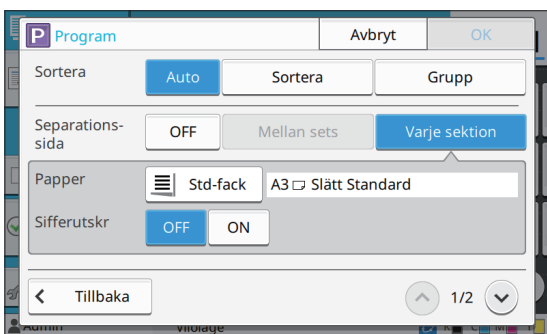 P Program Avbryt OK
Sortera Auto Sortera Grupp
Separations-
sida OFF Mellan sets Varje sektion
Papper Std-fack A3 Slätt Standard
Sifferutskr OFF ON
Tillbaka 1/2
Admin Viloläge K C M Y